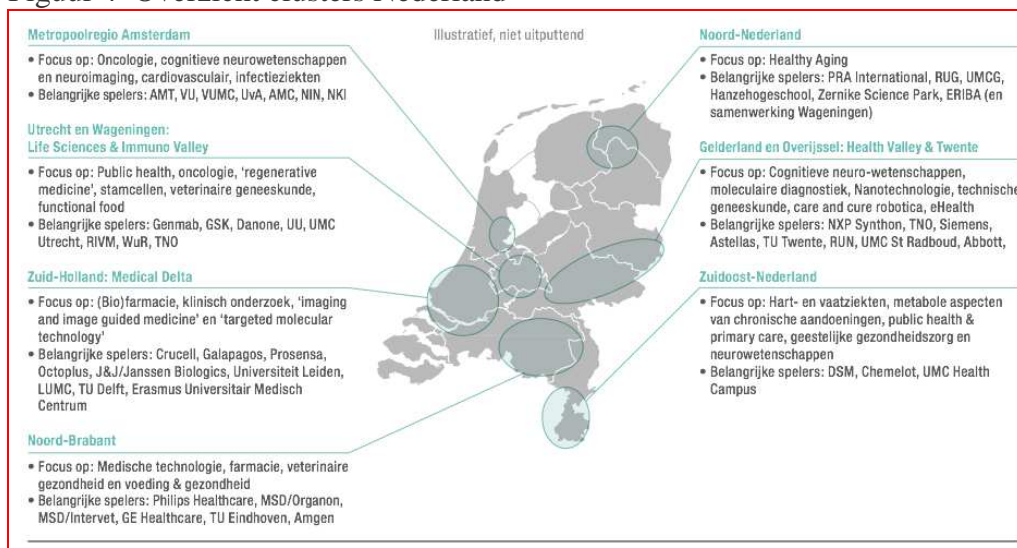 Metropoolregio Amsterdam
• Focus op: Oncologie, cognitieve neurowetenschappen
en neuroimaging, cardiovasculair, infectieziekten
• Belangrijke spelers: AMT, VU, VUMC, UvA, AMC, NIN, NKI
Utrecht en Wageningen:
Life Sciences & Immuno Valley
• Focus op: Public health, oncologie, ‘regenerative
medicine’, stamcellen, veterinaire geneeskunde,
functional food
• Belangrijke spelers: Genmab, GSK, Danone, UU, UMC
Utrecht, RIVM, WuR, TNO
Zuid-Holland: Medical Delta
• Focus op: (Bio)farmacie, klinisch onderzoek, ‘imaging
and image guided medicine’ en ‘targeted molecular
technology’
• Belangrijke spelers: Crucell, Galapagos, Prosensa,
Octoplus, J&J/Janssen Biologics, Universiteit Leiden,
LUMC, TU Delft, Erasmus Universitair Medisch
Centrum
Noord-Brabant
• Focus op: Medische technologie, farmacie, veterinaire
gezondheid en voeding & gezondheid
• Belangrijke spelers: Philips Healthcare, MSD/Organon,
MSD/Intervet, GE Healthcare, TU Eindhoven, Amgen
Illustratief, niet uitputtend
Noord-Nederland
• Focus op: Healthy Aging
• Belangrijke spelers: PRA International, RUG, UMCG,
Hanzehogeschool, Zernike Science Park, ERIBA (en
samenwerking Wageningen)
Gelderland en Overijssel: Health Valley & Twente
• Focus op: Cognitieve neuro-wetenschappen,
moleculaire diagnostiek, Nanotechnologie, technische
geneeskunde, care and cure robotica, eHealth
• Belangrijke spelers: NXP Synthon, TNO, Siemens,
Astellas, TU Twente, RUN, UMC St Radboud, Abbott,
Zuidoost-Nederland
• Focus op: Hart- en vaatziekten, metabole aspecten
van chronische aandoeningen, public health &
primary care, geestelijke gezondheidszorg en
neurowetenschappen
• Belangrijke spelers: DSM, Chemelot, UMC Health
Campus